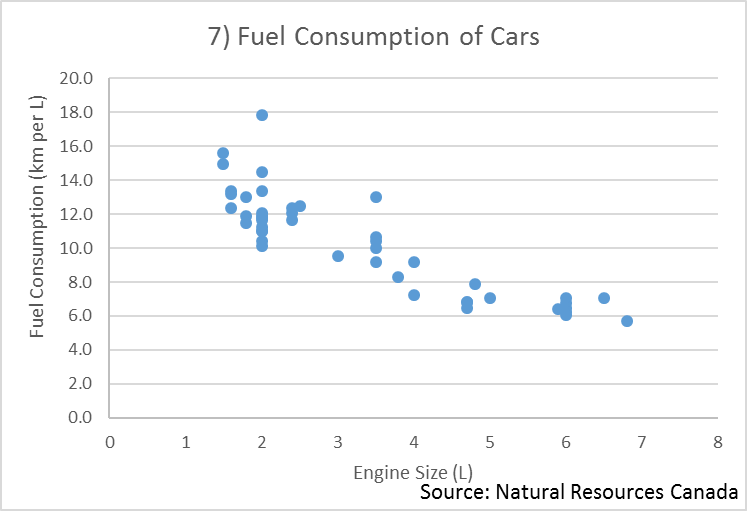 7) Fuel Consumption of Cars
Fuel Consumption (km per L)
20.0
18.0
16.0
14.0
12.0
10.0
8.0
6.0
4.0
2.0
0.0
0 1 2 3 4 5 6 7 8
Engine Size (L)
Source: Natural Resources Canada